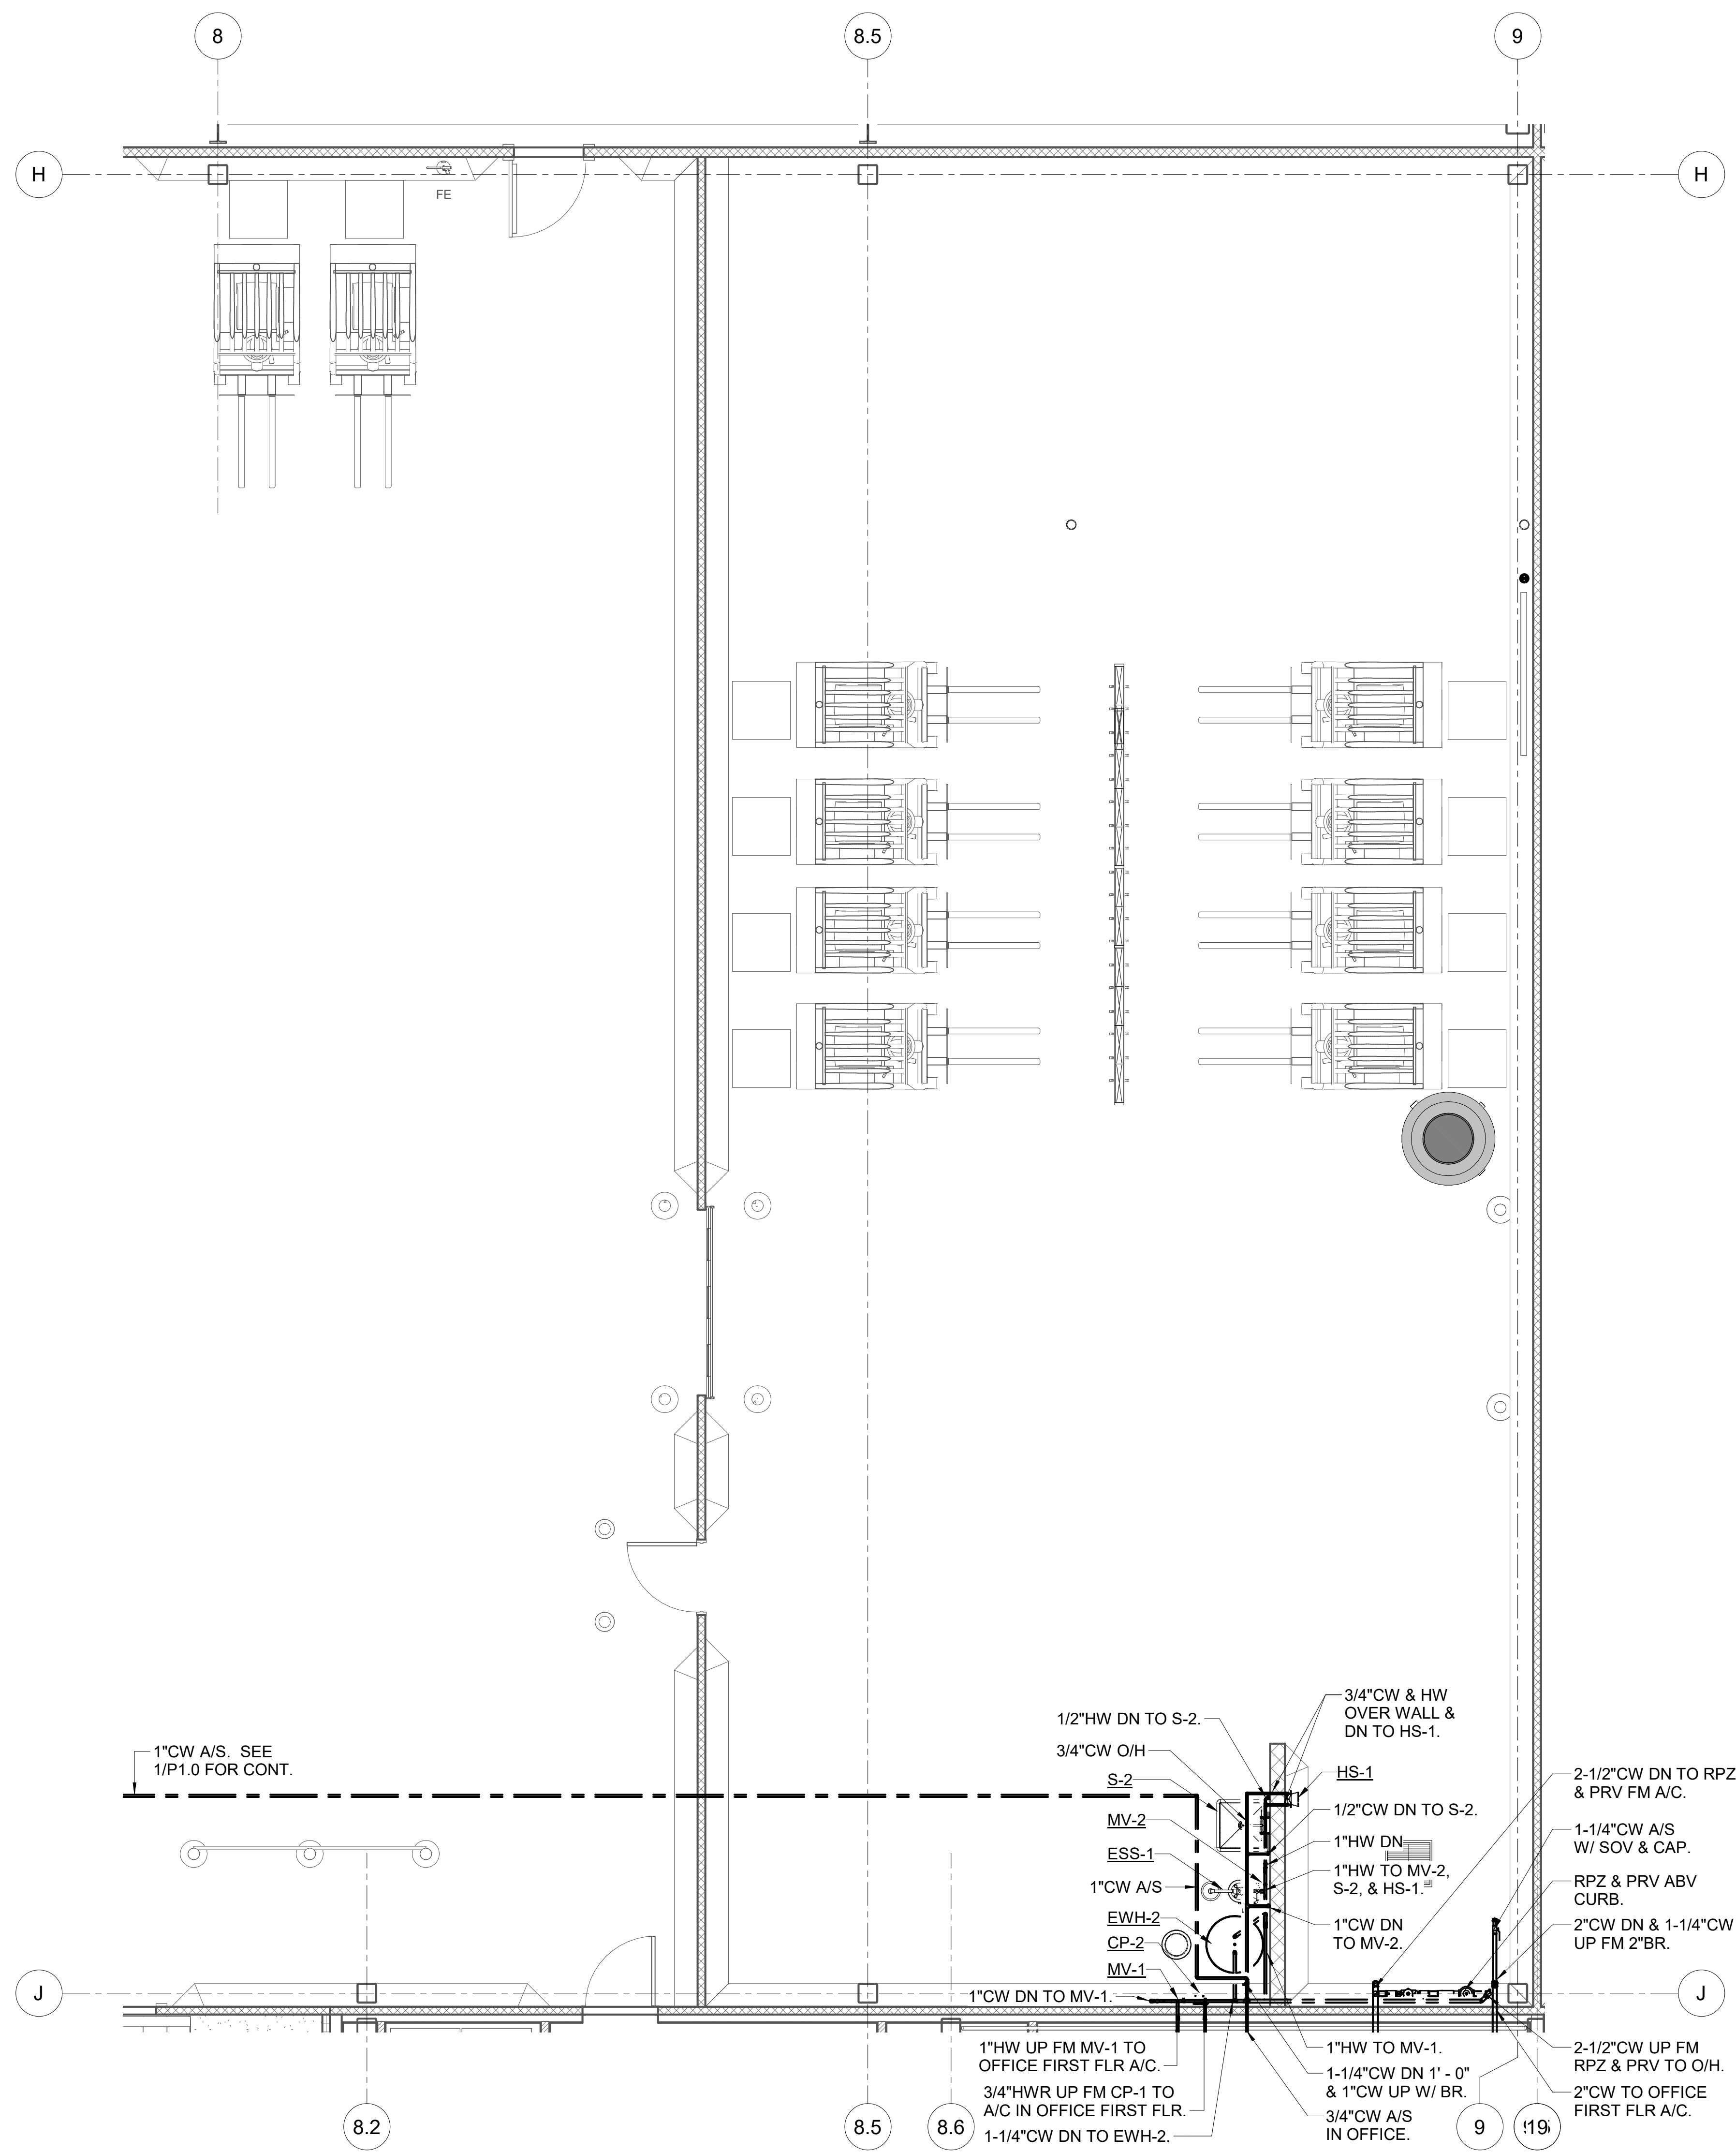 8
8.5
9
H
H
FE
3/4"CW & HW
OVER WALL &
DN TO HS-1.
1/2"HW DN TO S-2.
3/4"CW O/H
S-2
MV-2
ESS-1
1"CW A/S
EWH-2
CP-2
MV-1
1"CW DN TO MV-1.
1"CW A/S. SEE
1/P1.0 FOR CONT.
HS-1
1/2"CW DN TO S-2.
1"HW DN
1"HW TO MV-2,
S-2, & HS-1.
1"CW DN
TO MV-2.
2-1/2"CW DN TO RPZ
& PRV FM A/C.
1-1/4"CW A/S
W/ SOV & CAP.
RPZ & PRV ABV
CURB.
2"CW DN & 1-1/4"CW
UP FM 2"BR.
J
J
1"HW UP FM MV-1 TO
OFFICE FIRST FLR A/C.
3/4"HWR UP FM CP-1 TO
A/C IN OFFICE FIRST FLR.
1-1/4"CW DN TO EWH-2.
1"HW TO MV-1.
1-1/4"CW DN 1' - 0"
& 1"CW UP W/ BR.
3/4"CW A/S
IN OFFICE.
2-1/2"CW UP FM
RPZ & PRV TO O/H.
2"CW TO OFFICE
FIRST FLR A/C.
8.2
8.5
8.6
9